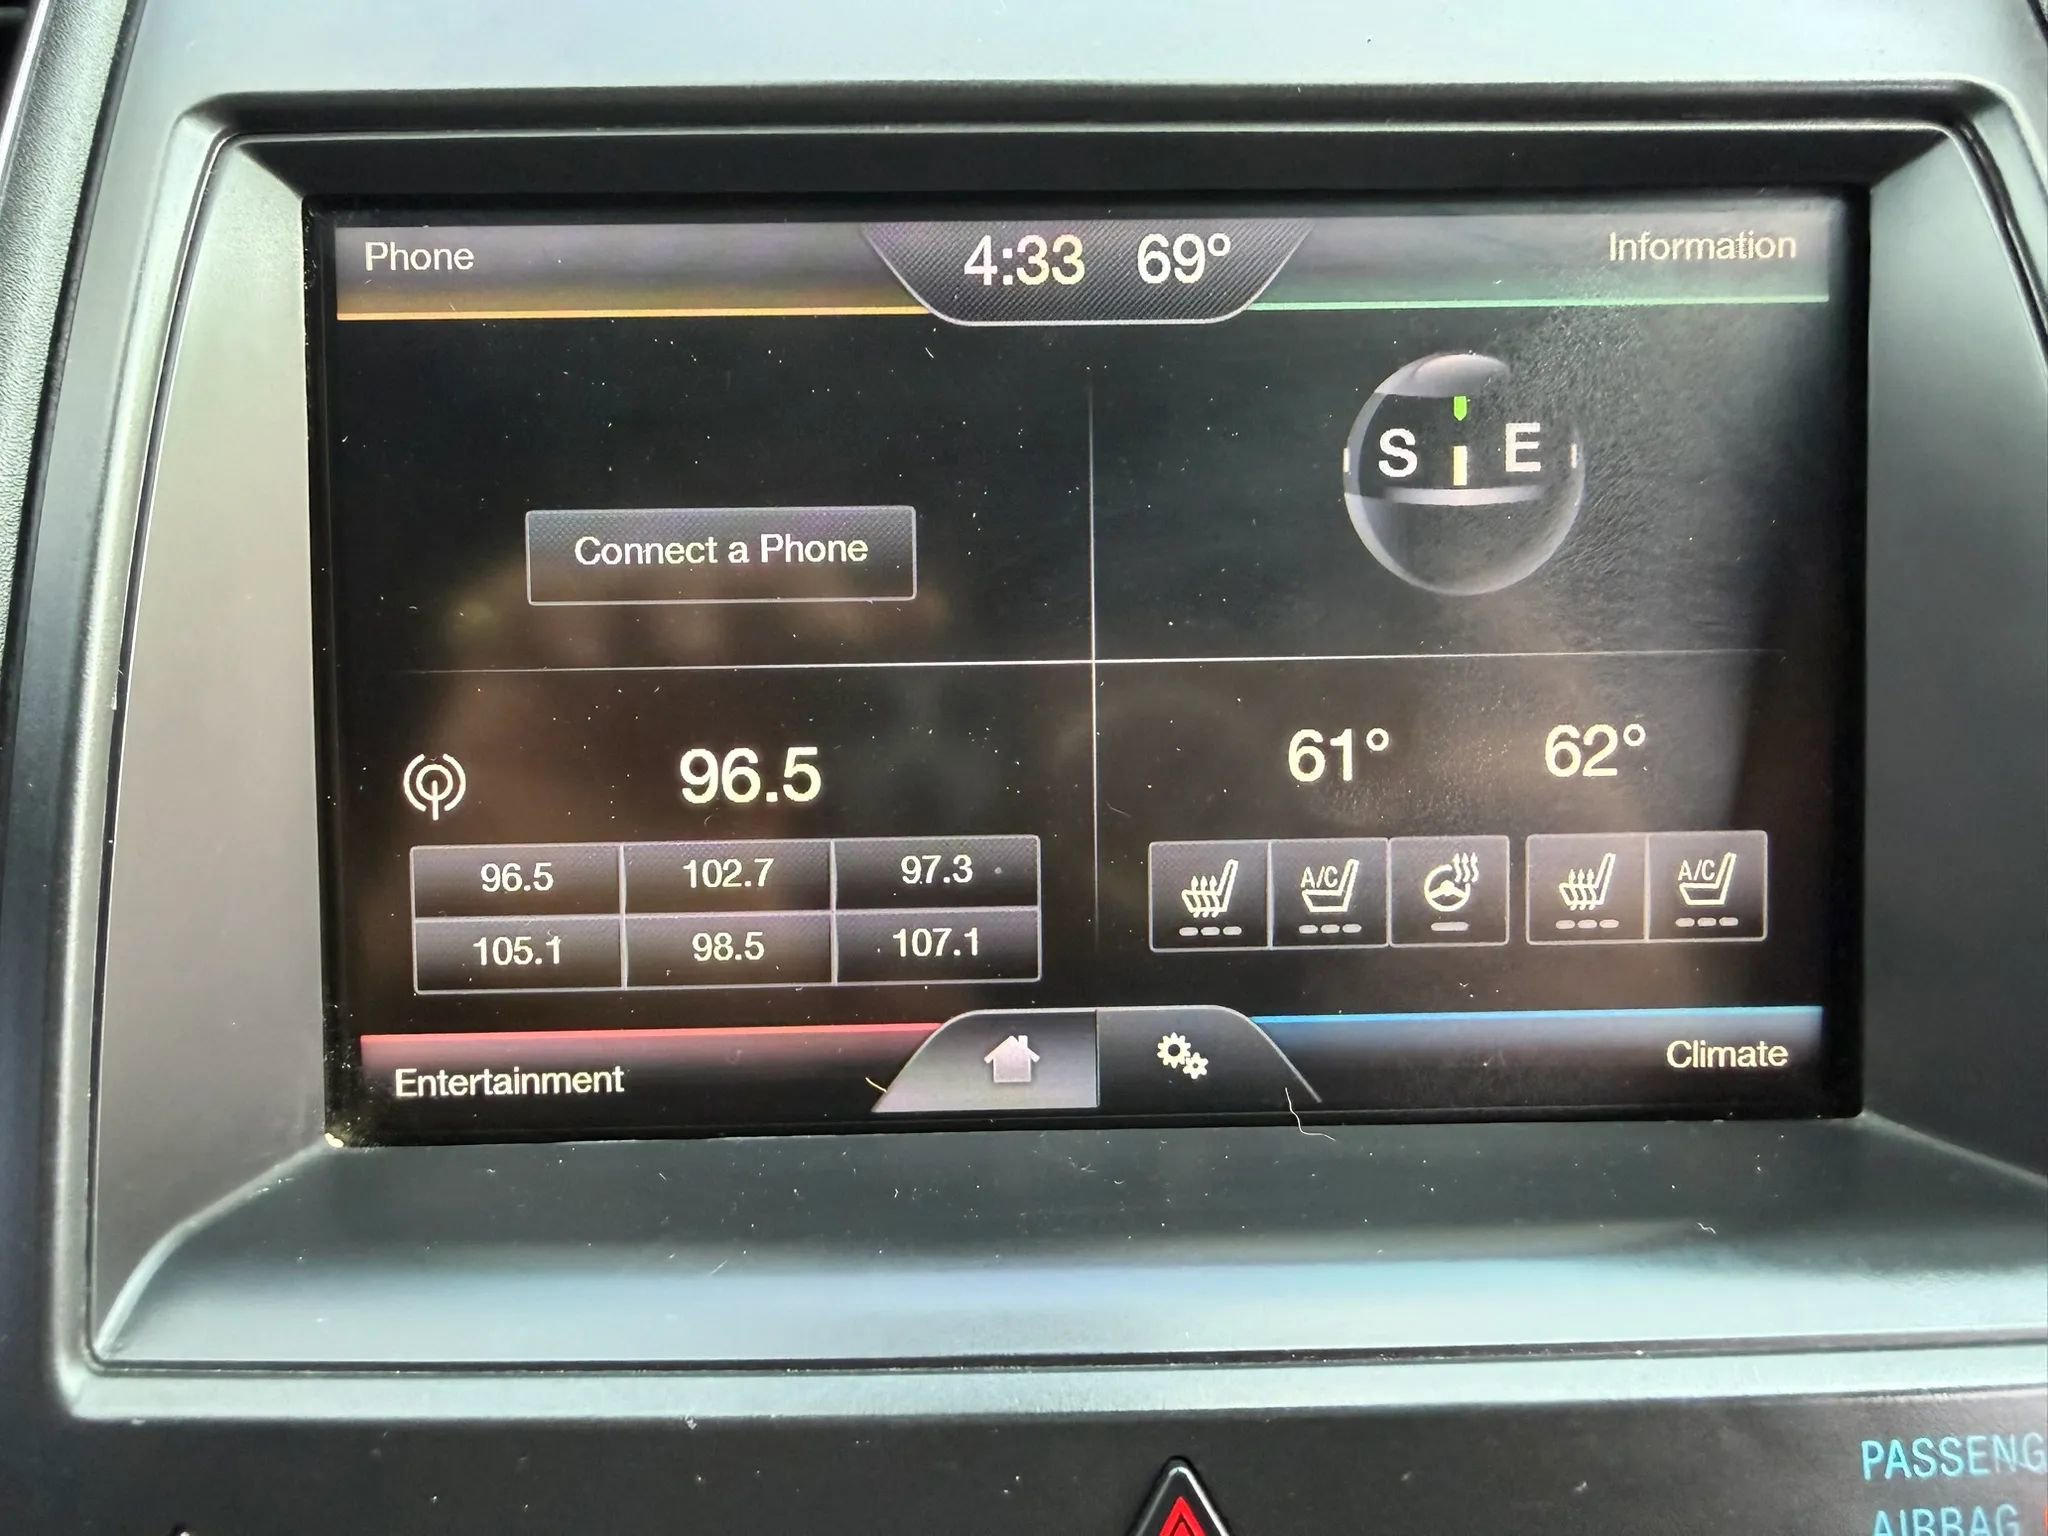 Phone
4:33 69°
Information
S E
Connect a Phone
96.5
61° 62°
96.5 102.7 97.3
105.1 98.5 107.1
A/C A/C
Entertainment
Climate
PASSENG
AIRBAG